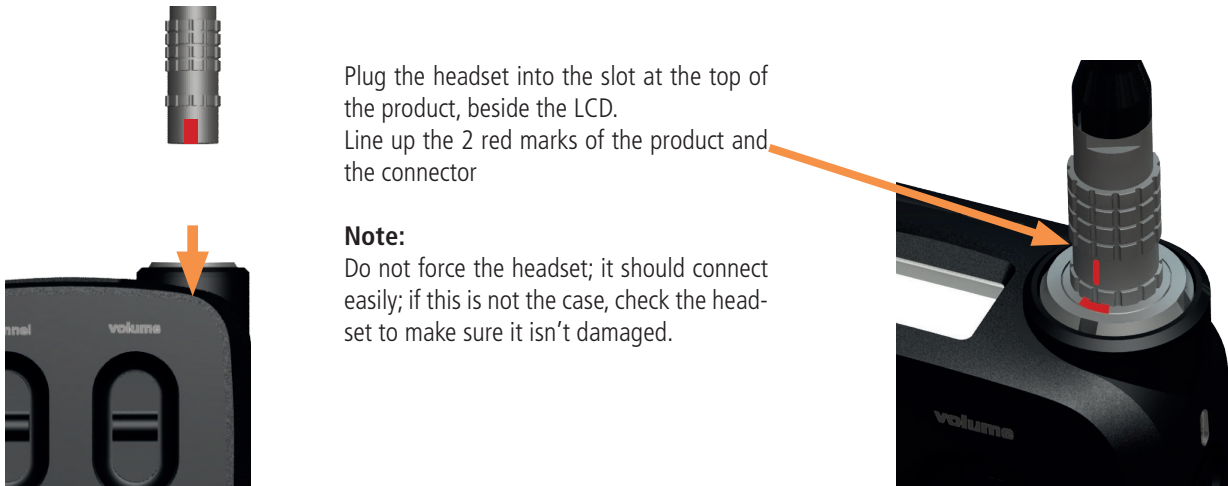 Plug the headset into the slot at the top of
the product, beside the LCD.
Line up the 2 red marks of the product and
the connector
Note:
Do not force the headset; it should connect
easily; if this is not the case, check the head-
set to make sure it isn't damaged.
nnel
volume
volume